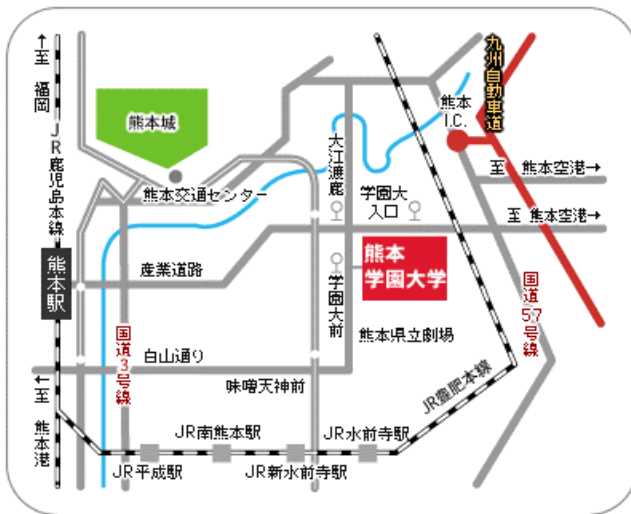 ↑至 福岡
JR鹿児島本線
熊本城
熊本交通センター
大江渡鹿
学園大
入口
熊本
I.C.
九州自動車道
至 熊本空港→
至 熊本空港→
熊本駅
産業道路
熊本
学園大学
学園大前
熊本県立劇場
国道3号線
国道57号線
白山通り
味噌天神前
JR豊肥本線
←至 熊本港
JR南熊本駅
JR水前寺駅
JR平成駅
JR新水前寺駅